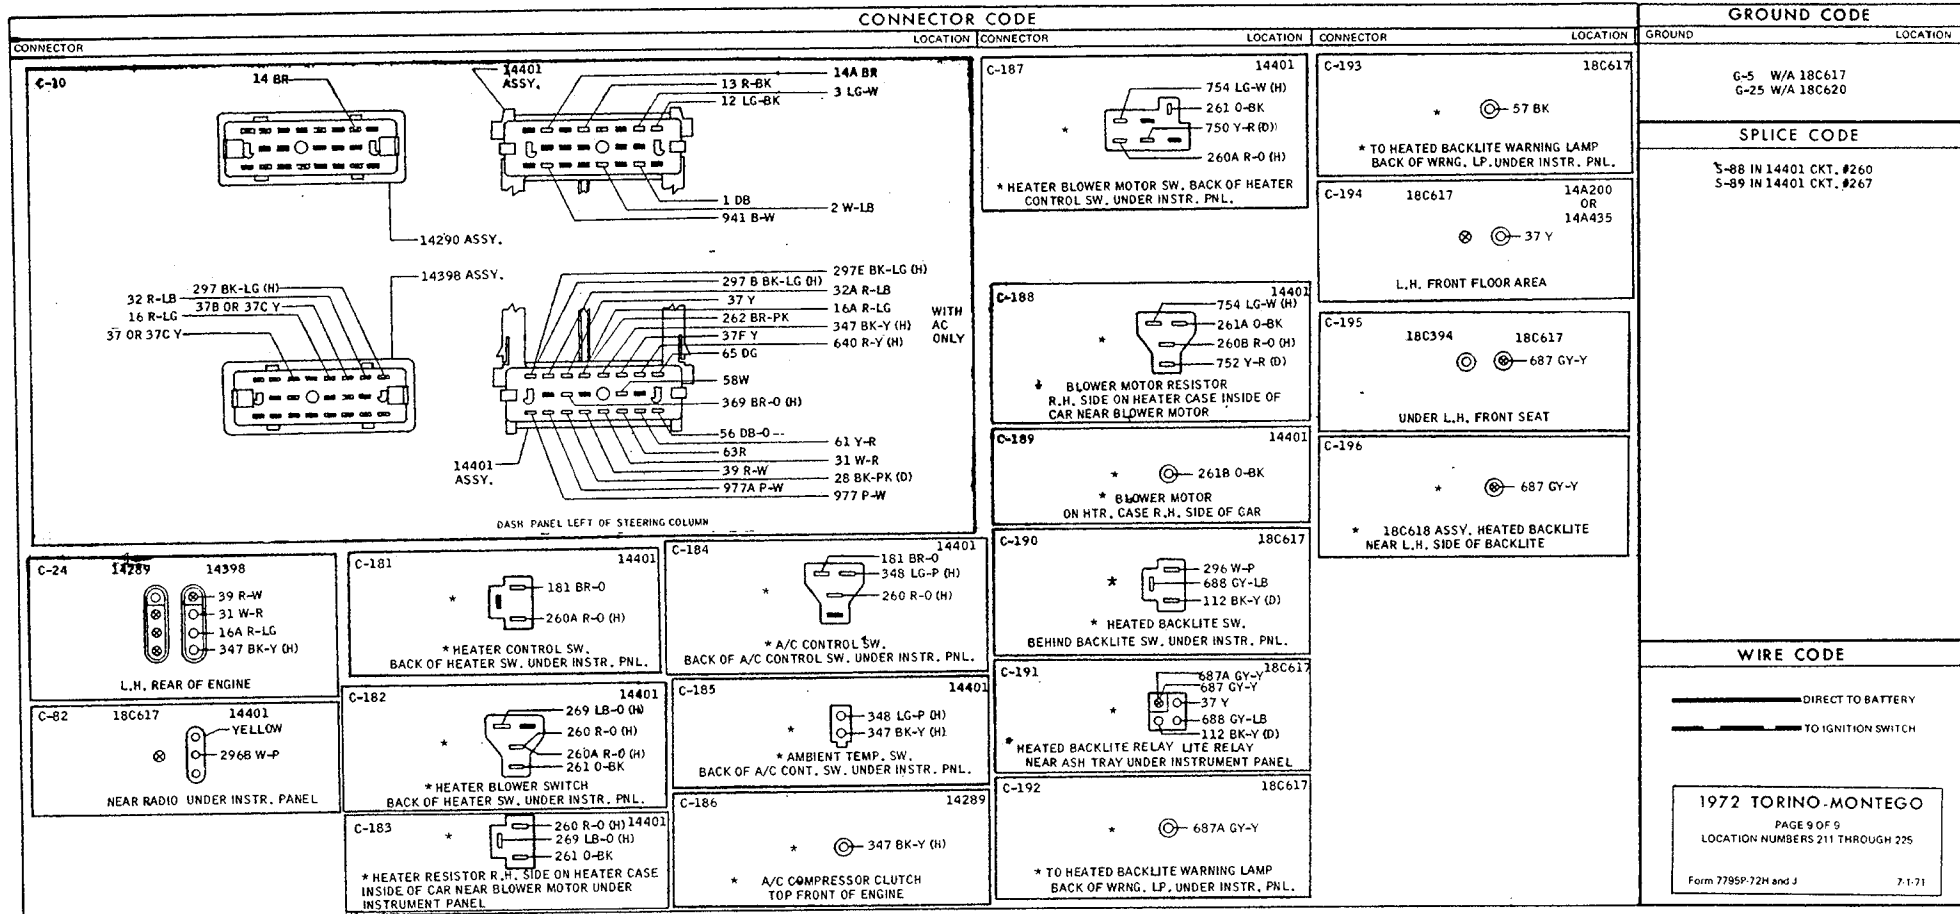 CONNECTOR CODE
GROUND CODE
CONNECTOR LOCATION
CONNECTOR LOCATION
CONNECTOR LOCATION
GROUND LOCATION
C-30
14 BR
14401
ASSY.
14A BR
13 R-BK
3 LG-W
12 LG-BK
1 DB
2 W-LB
941 B-W
14290 ASSY.
14398 ASSY.
297 BK-LG (H)
32 R-LB
37B OR 37C Y
16 R-LG
37 OR 37C Y
297E BK-LG (H)
297 B BK-LG (H)
32A R-LB
37 Y
16A R-LG
262 BR-PK
347 BK-Y (H)
37F Y
640 R-Y (H)
65 DG
WITH
AC
ONLY
58W
369 BR-O (H)
56 DB-O
61 Y-R
63R
31 W-R
39 R-W
28 BK-PK (D)
977A P-W
977 P-W
14401
ASSY.
DASH PANEL LEFT OF STEERING COLUMN
C-24 14289 14398
39 R-W
31 W-R
16A R-LG
347 BK-Y (H)
L.H. REAR OF ENGINE
C-82 18C617 14401
YELLOW
296B W-P
NEAR RADIO UNDER INSTR. PANEL
C-181 14401
181 BR-O
260A R-O (H)
* HEATER CONTROL SW.
BACK OF HEATER SW. UNDER INSTR. PNL.
C-182 14401
269 LB-O (H)
260 R-O (H)
260A R-O (H)
261 O-BK
* HEATER BLOWER SWITCH
BACK OF HEATER SW. UNDER INSTR. PNL.
C-183 14401
260 R-O (H)
269 LB-O (H)
261 O-BK
* HEATER RESISTOR R.H. SIDE ON HEATER CASE
INSIDE OF CAR NEAR BLOWER MOTOR UNDER
INSTRUMENT PANEL
C-184 14401
181 BR-O
348 LG-P (H)
260 R-O (H)
* A/C CONTROL SW.
BACK OF A/C CONTROL SW. UNDER INSTR. PNL.
C-185 14401
348 LG-P (H)
347 BK-Y (H)
* AMBIENT TEMP. SW.
BACK OF A/C CONT. SW. UNDER INSTR. PNL.
C-186 14289
347 BK-Y (H)
* A/C COMPRESSOR CLUTCH
TOP FRONT OF ENGINE
C-187 14401
754 LG-W (H)
261 O-BK
750 Y-R (D)
260A R-O (H)
* HEATER BLOWER MOTOR SW. BACK OF HEATER
CONTROL SW. UNDER INSTR. PNL.
C-188 14401
754 LG-W (H)
261A O-BK
260B R-O (H)
752 Y-R (D)
BLOWER MOTOR RESISTOR
R.H. SIDE ON HEATER CASE INSIDE OF
CAR NEAR BLOWER MOTOR
C-189 14401
261B O-BK
* BLOWER MOTOR
ON HTR. CASE R.H. SIDE OF CAR
C-190 18C617
296 W-P
688 GY-LB
112 BK-Y (D)
* HEATED BACKLITE SW.
BEHIND BACKLITE SW. UNDER INSTR. PNL.
C-191 18C617
687A GY-Y
687 GY-Y
37 Y
688 GY-LB
112 BK-Y (D)
* HEATED BACKLITE RELAY LITE RELAY
NEAR ASH TRAY UNDER INSTRUMENT PANEL
C-192 18C617
687A GY-Y
* TO HEATED BACKLITE WARNING LAMP
BACK OF WRNG. LP. UNDER INSTR. PNL.
C-193 18C617
57 BK
* TO HEATED BACKLITE WARNING LAMP
BACK OF WRNG. LP. UNDER INSTR. PNL.
C-194 18C617 14A200
OR
14A435
37 Y
L.H. FRONT FLOOR AREA
C-195
18C394 18C617
687 GY-Y
UNDER L.H. FRONT SEAT
C-196
687 GY-Y
* 18C618 ASSY. HEATED BACKLITE
NEAR L.H. SIDE OF BACKLITE
G-5 W/A 18C617
G-25 W/A 18C620
SPLICE CODE
S-88 IN 14401 CKT. #260
S-89 IN 14401 CKT. #267
WIRE CODE
DIRECT TO BATTERY
TO IGNITION SWITCH
1972 TORINO-MONTEGO
PAGE 9 OF 9
LOCATION NUMBERS 211 THROUGH 225
Form 7795P-72H and J 7-1-71